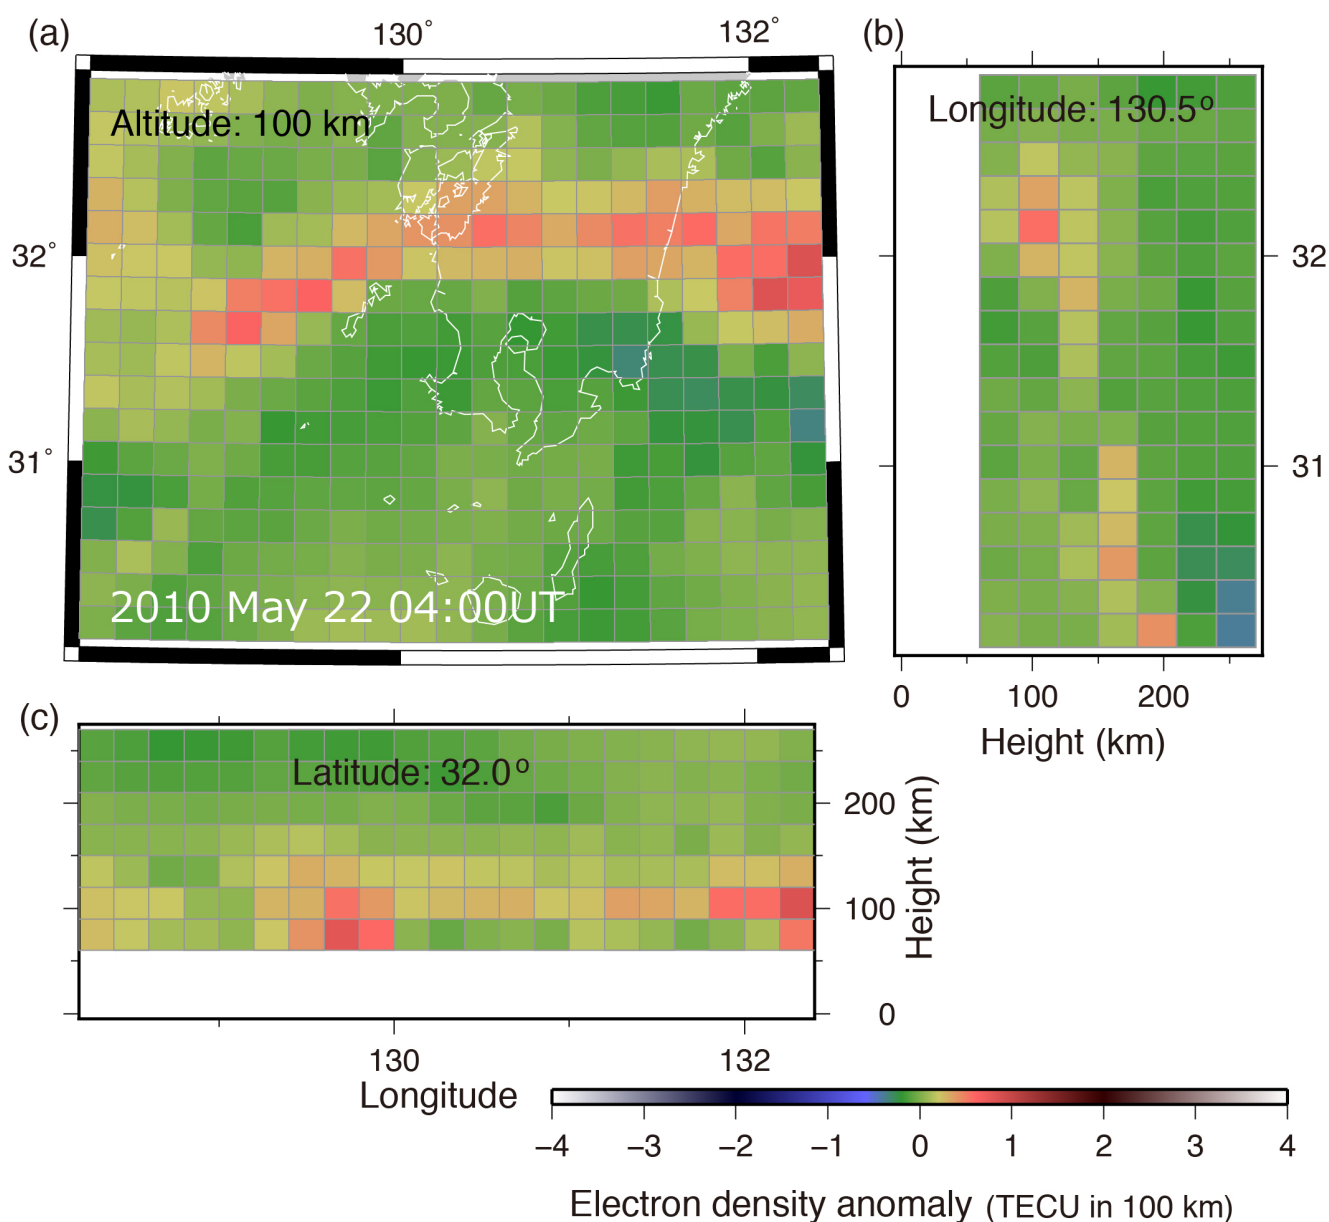 (a)
130°
132°
(b)
Altitude: 100 km
Longitude: 130.5º
32°
31°
32
31
2010 May 22 04:00UT
0
100
200
Height (km)
(c)
Latitude: 32.0º
200
100
0
Height (km)
130
132
Longitude
−4
−3
−2
−1
0
1
2
3
4
Electron density anomaly (TECU in 100 km)